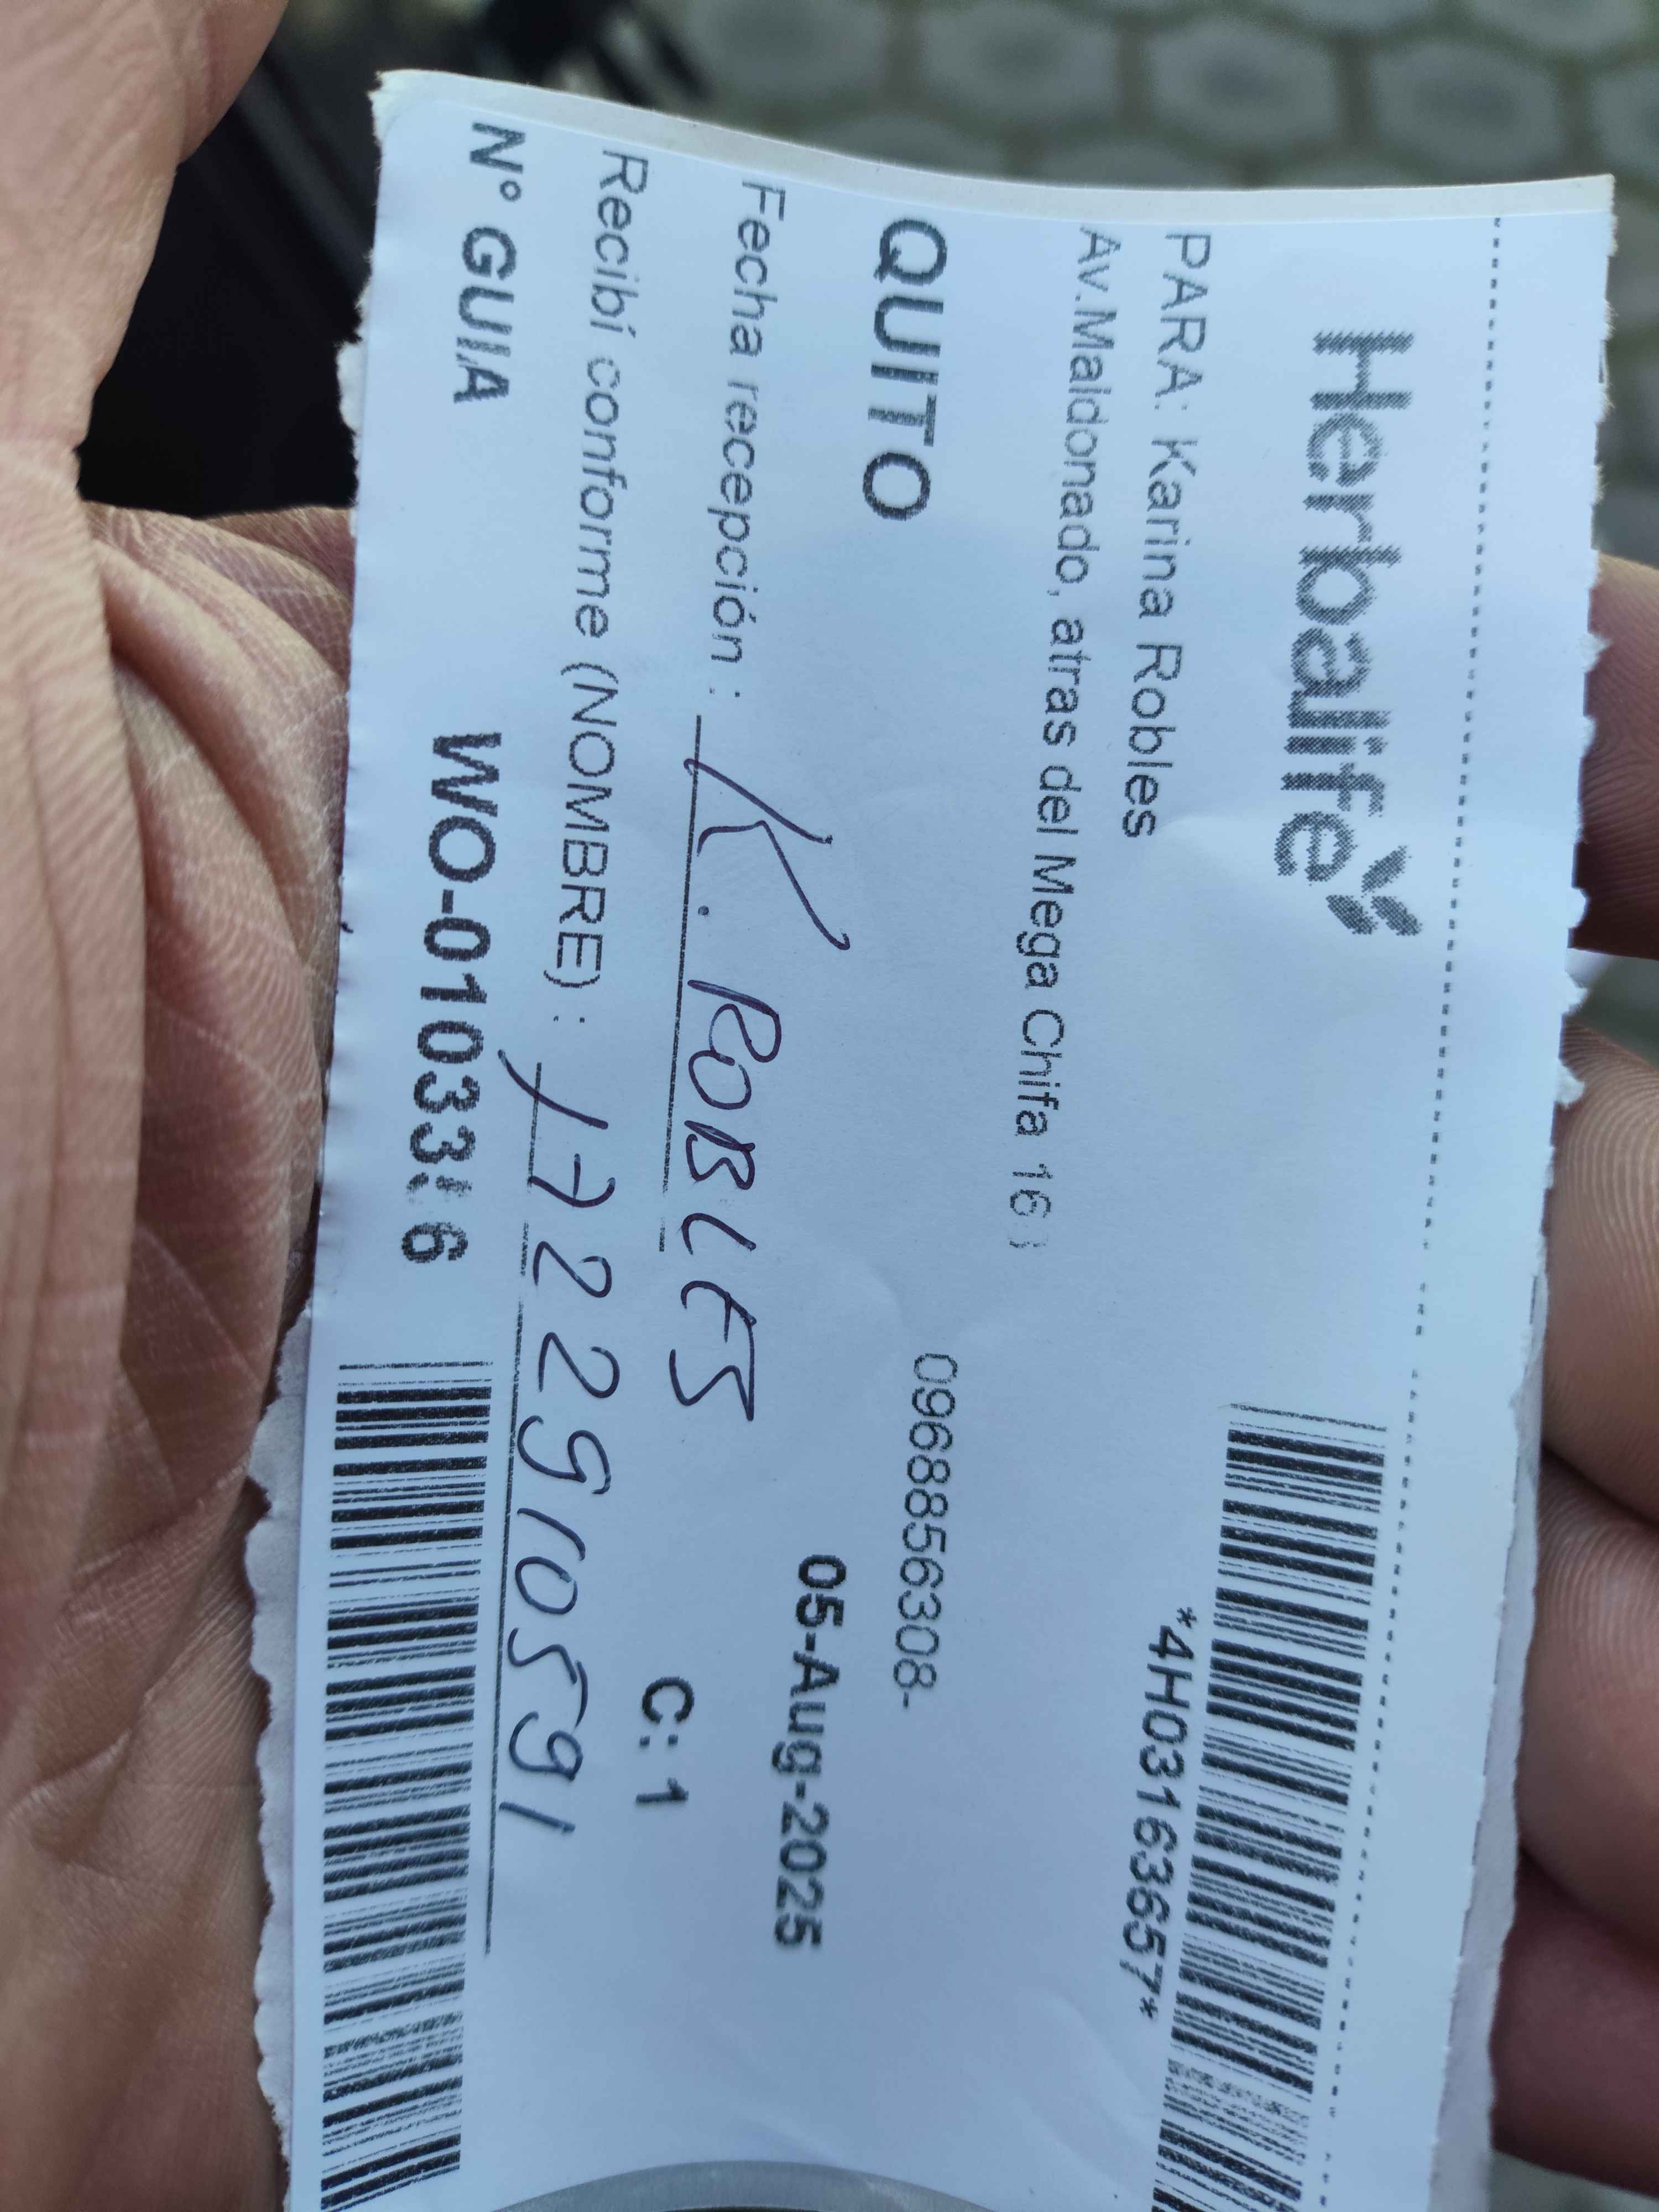 Herbalife
*4H03163657*
PARA: Karina Robles
Av.Maldonado, atras del Mega Chifa 16
0968856308-
QUITO
05-Aug-2025
Fecha recepción : K. ROBLES
C: 1
Recibí conforme (NOMBRE) : 1722910591
N° GUIA